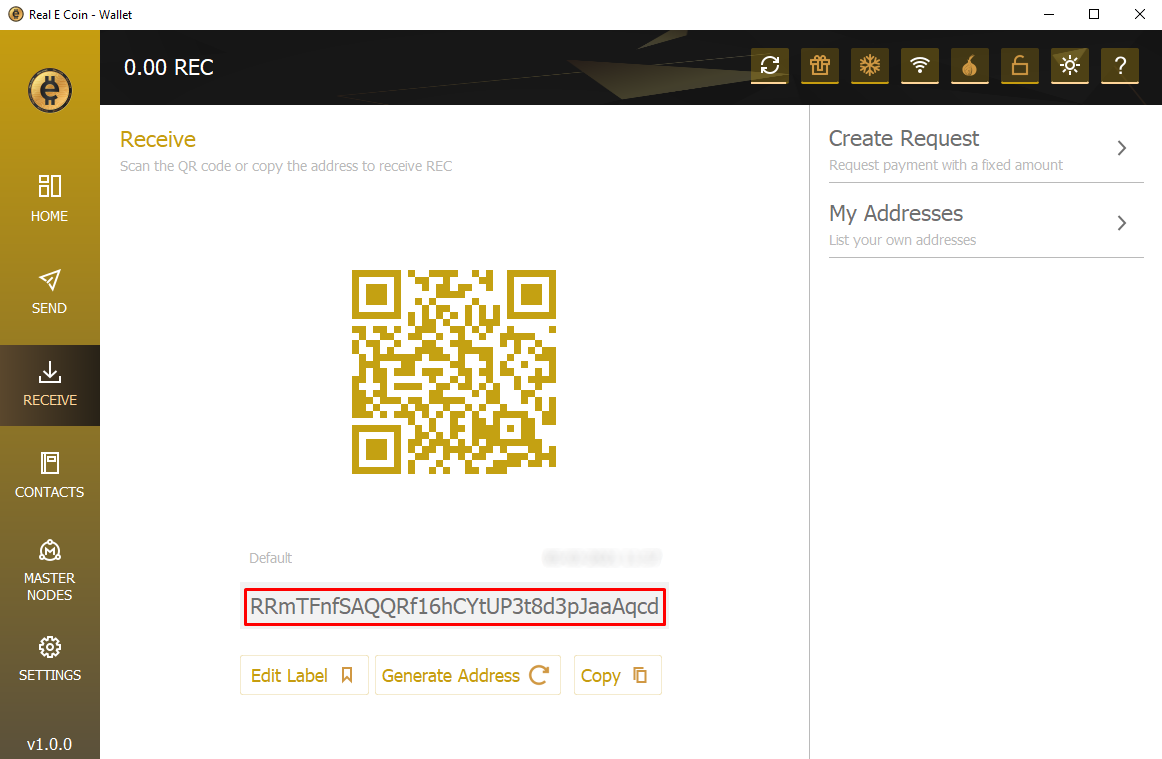 Real E Coin - Wallet
0.00 REC
?
HOME
SEND
RECEIVE
CONTACTS
MASTER
NODES
SETTINGS
v1.0.0
Receive
Scan the QR code or copy the address to receive REC
Default
RRmTFnfSAQQRf16hCYtUP3t8d3pJaaAqcd
Edit Label
Generate Address
Copy
Create Request
Request payment with a fixed amount
My Addresses
List your own addresses